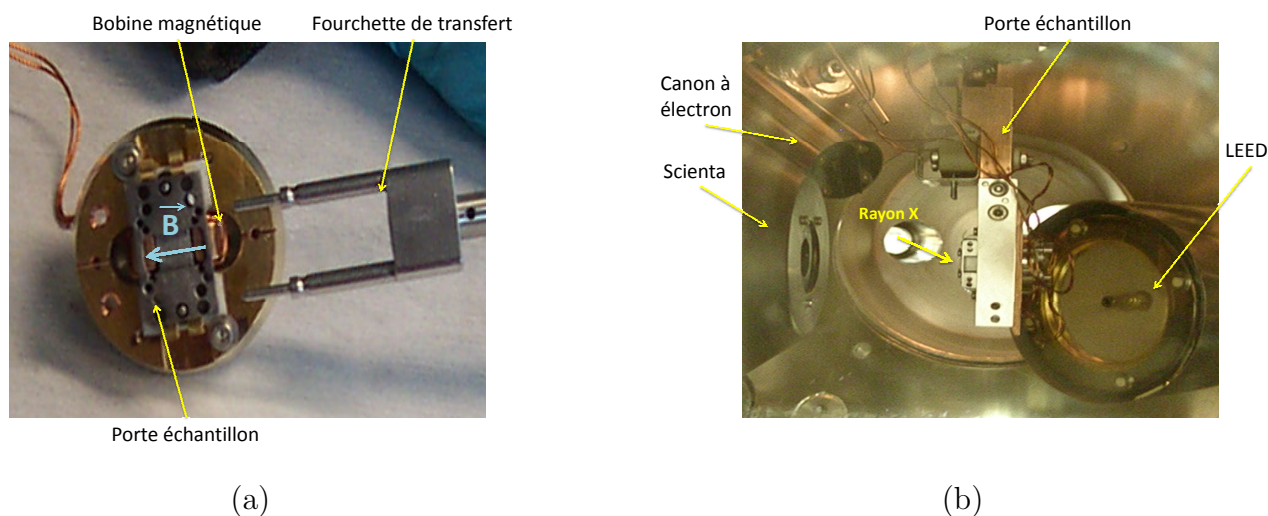 Bobine magnétique
Fourchette de transfert
B
Porte échantillon
(a)
Porte échantillon
Canon à
électron
Scienta
LEED
Rayon X
(b)